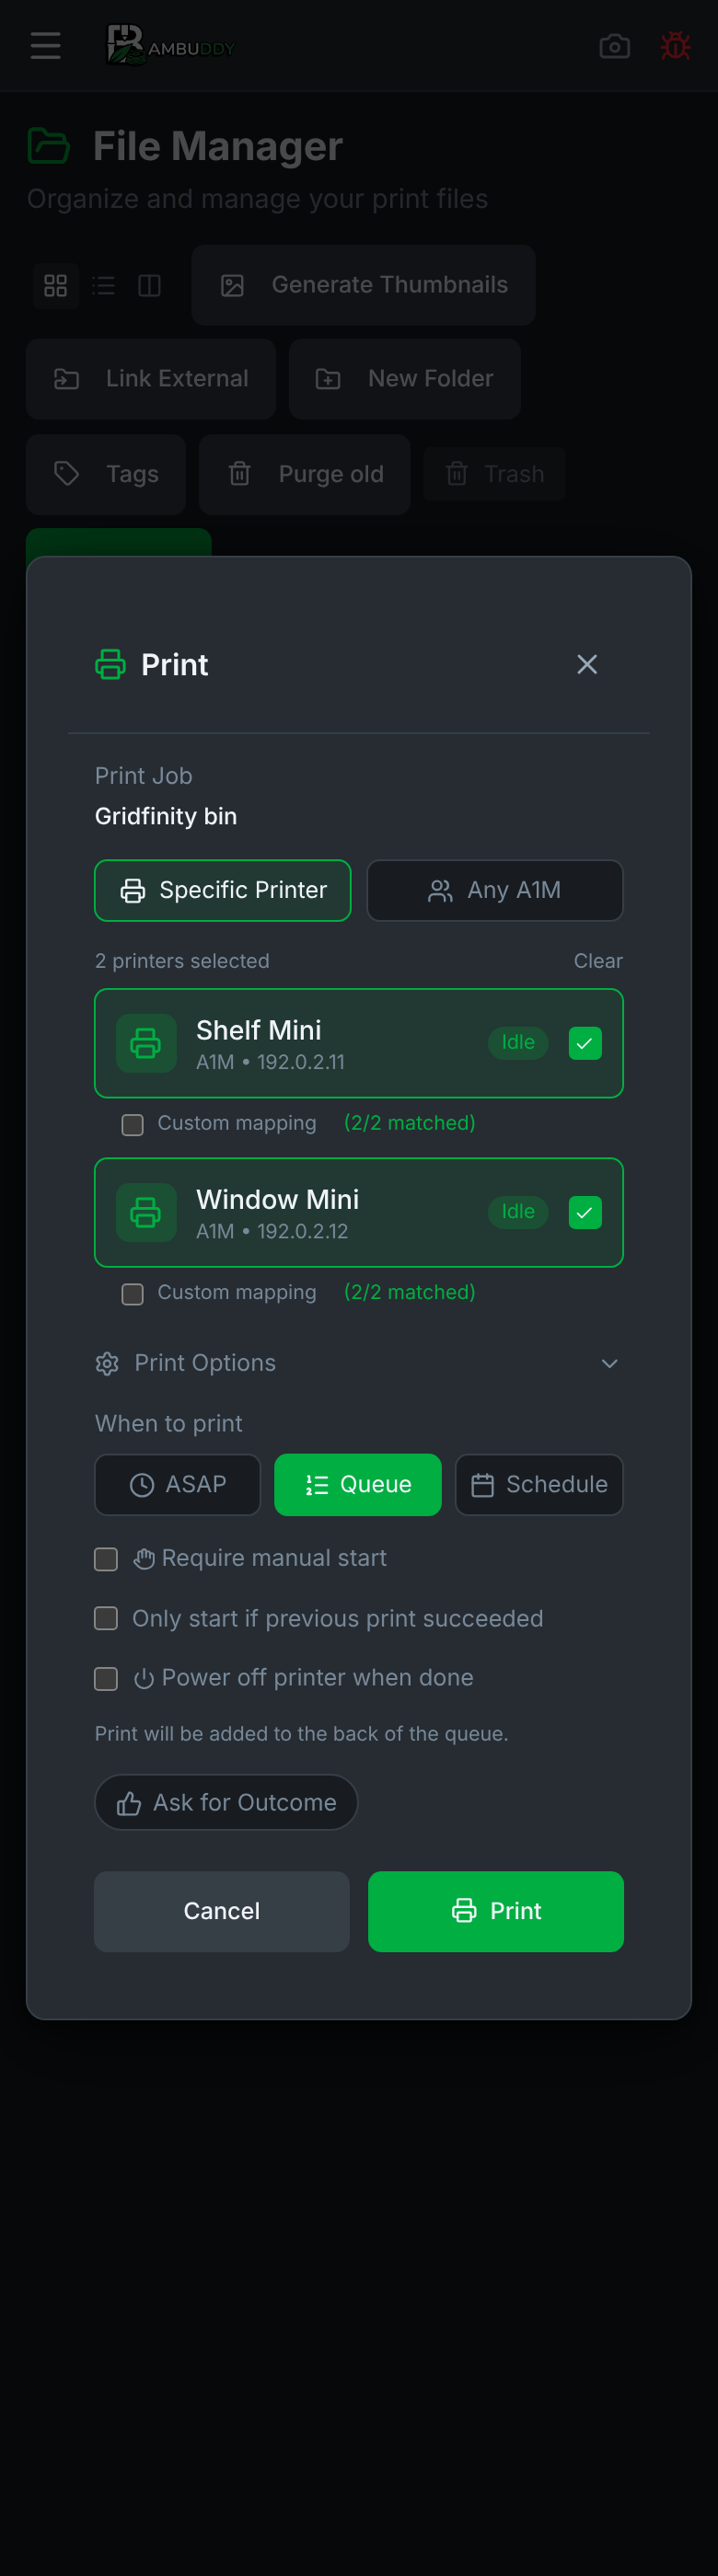 AMBUDDY
File Manager
Organize and manage your print files
Generate Thumbnails
Link External
New Folder
Tags
Purge old
Trash
Print
Print Job
Gridfinity bin
Specific Printer
Any A1M
2 printers selected
Clear
Shelf Mini
A1M • 192.0.2.11
Idle
Custom mapping
(2/2 matched)
Window Mini
A1M • 192.0.2.12
Idle
Custom mapping
(2/2 matched)
Print Options
When to print
ASAP
Queue
Schedule
Require manual start
Only start if previous print succeeded
Power off printer when done
Print will be added to the back of the queue.
Ask for Outcome
Cancel
Print